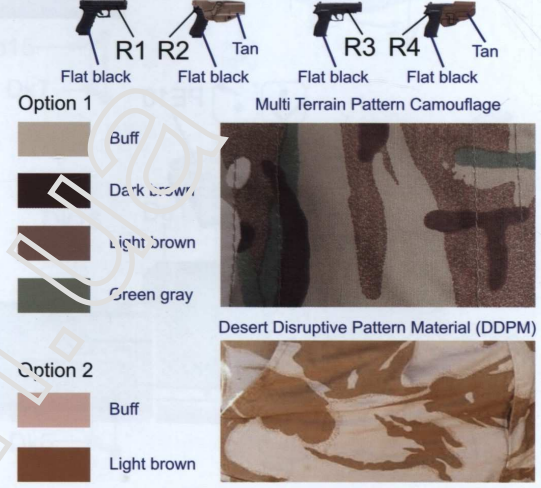 R1 R2 Tan R3 R4 Tan
Flat black Flat black Flat black Flat black
Option 1
Multi Terrain Pattern Camouflage
Buff
Dark brown
Light brown
Green gray
Desert Disruptive Pattern Material (DDPM)
Option 2
Buff
Light brown